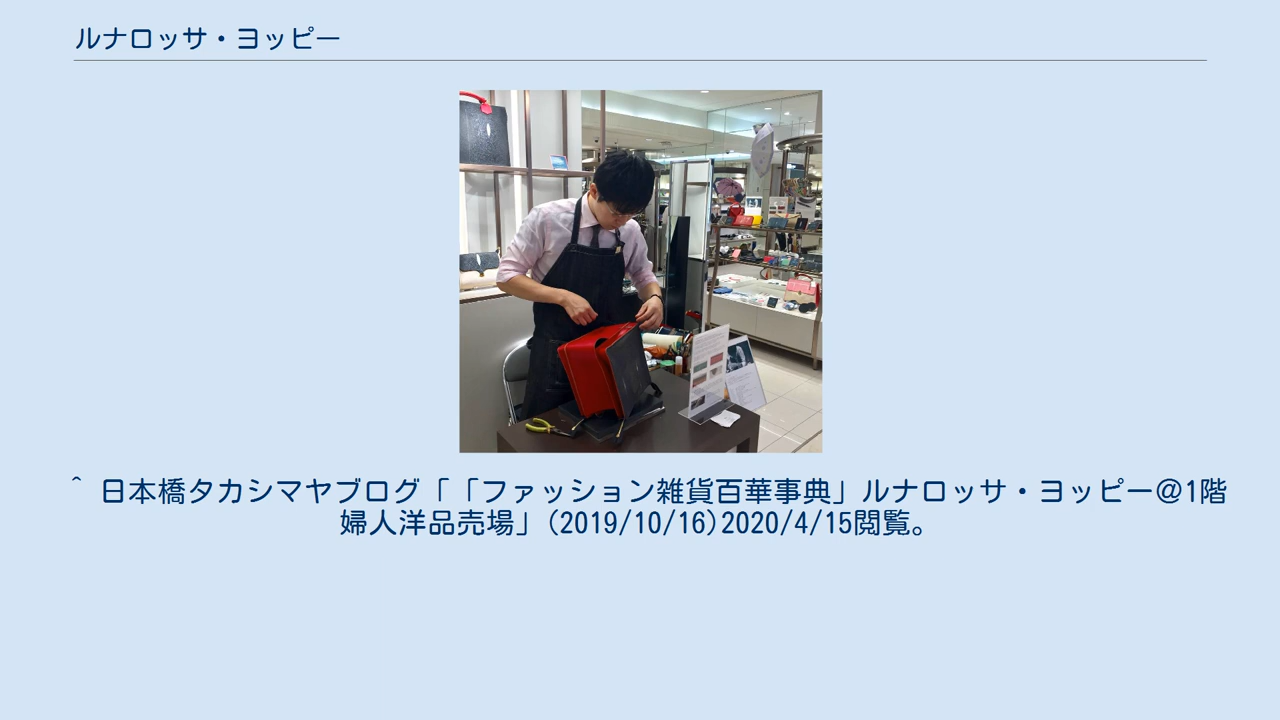 ルナロッサ・ヨッピー
^ 日本橋タカシマヤブログ「「ファッション雑貨百華事典」ルナロッサ・ヨッピー@1階
婦人洋品売場」(2019/10/16)2020/4/15閲覧。